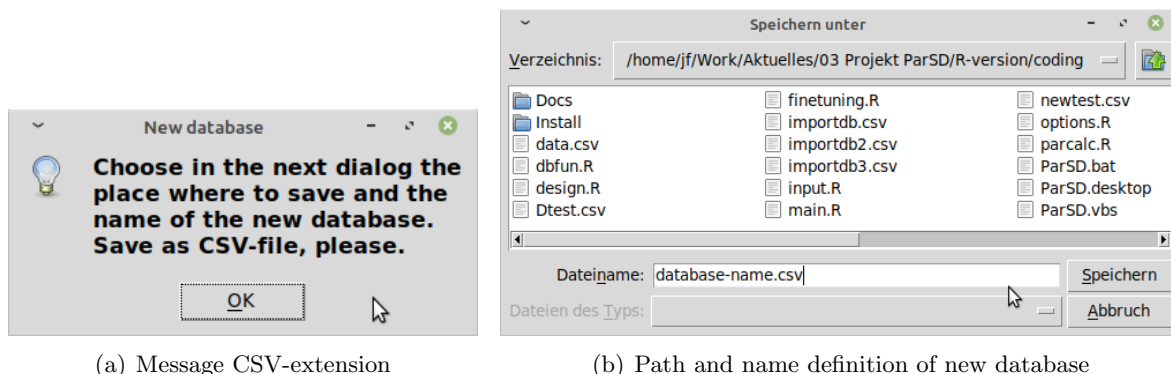 New database
Choose in the next dialog the
place where to save and the
name of the new database.
Save as CSV-file, please.
OK
(a) Message CSV-extension
Speichern unter
Verzeichnis: /home/jf/Work/Aktuelles/03 Projekt ParSD/R-version/coding
Docs finetuning.R newtest.csv
Install importdb.csv options.R
data.csv importdb2.csv parcalc.R
dbfun.R importdb3.csv ParSD.bat
design.R input.R ParSD.desktop
Dtest.csv main.R ParSD.vbs
Dateiname: database-name.csv Speichern
Dateien des Typs: Abbruch
(b) Path and name definition of new database